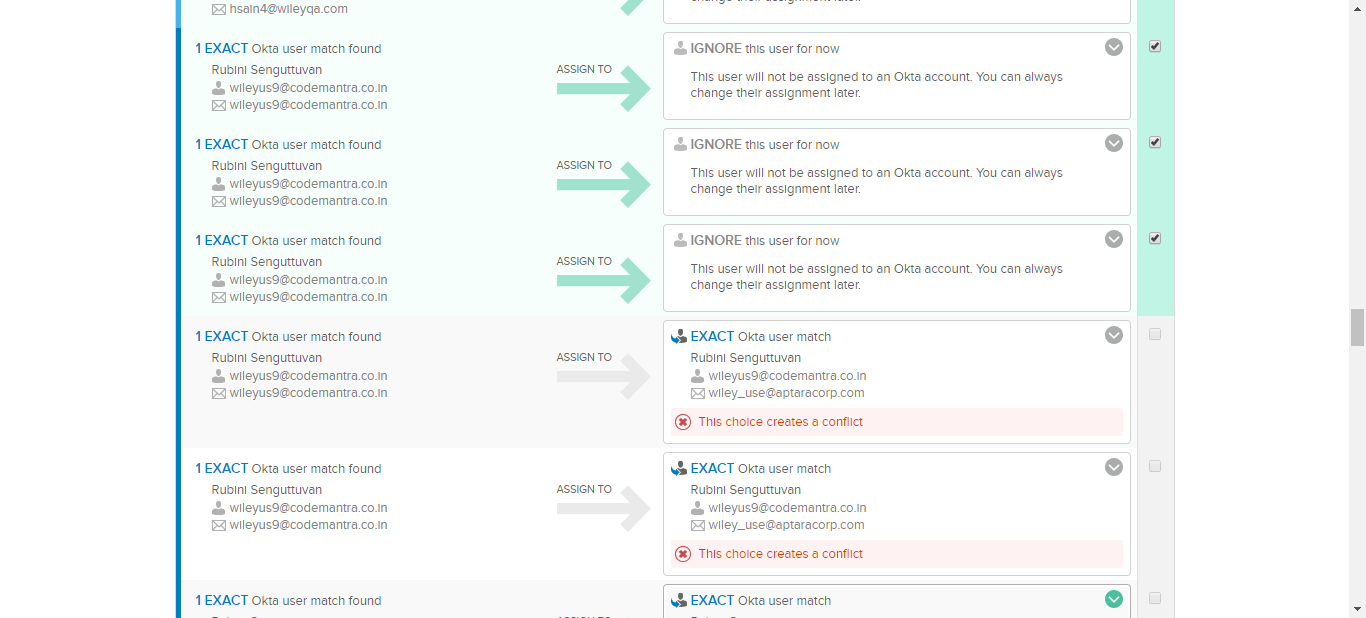 hsain4@wileyqa.com
1 EXACT Okta user match found
Rubini Senguttuvan
wileyus9@codemantra.co.in
wileyus9@codemantra.co.in
ASSIGN TO
IGNORE this user for now
This user will not be assigned to an Okta account. You can always
change their assignment later.
1 EXACT Okta user match found
Rubini Senguttuvan
wileyus9@codemantra.co.in
wileyus9@codemantra.co.in
ASSIGN TO
IGNORE this user for now
This user will not be assigned to an Okta account. You can always
change their assignment later.
1 EXACT Okta user match found
Rubini Senguttuvan
wileyus9@codemantra.co.in
wileyus9@codemantra.co.in
ASSIGN TO
IGNORE this user for now
This user will not be assigned to an Okta account. You can always
change their assignment later.
1 EXACT Okta user match found
Rubini Senguttuvan
wileyus9@codemantra.co.in
wileyus9@codemantra.co.in
ASSIGN TO
EXACT Okta user match
Rubini Senguttuvan
wileyus9@codemantra.co.in
wiley_use@aptaracorp.com
This choice creates a conflict
1 EXACT Okta user match found
Rubini Senguttuvan
wileyus9@codemantra.co.in
wileyus9@codemantra.co.in
ASSIGN TO
EXACT Okta user match
Rubini Senguttuvan
wileyus9@codemantra.co.in
wiley_use@aptaracorp.com
This choice creates a conflict
1 EXACT Okta user match found
EXACT Okta user match